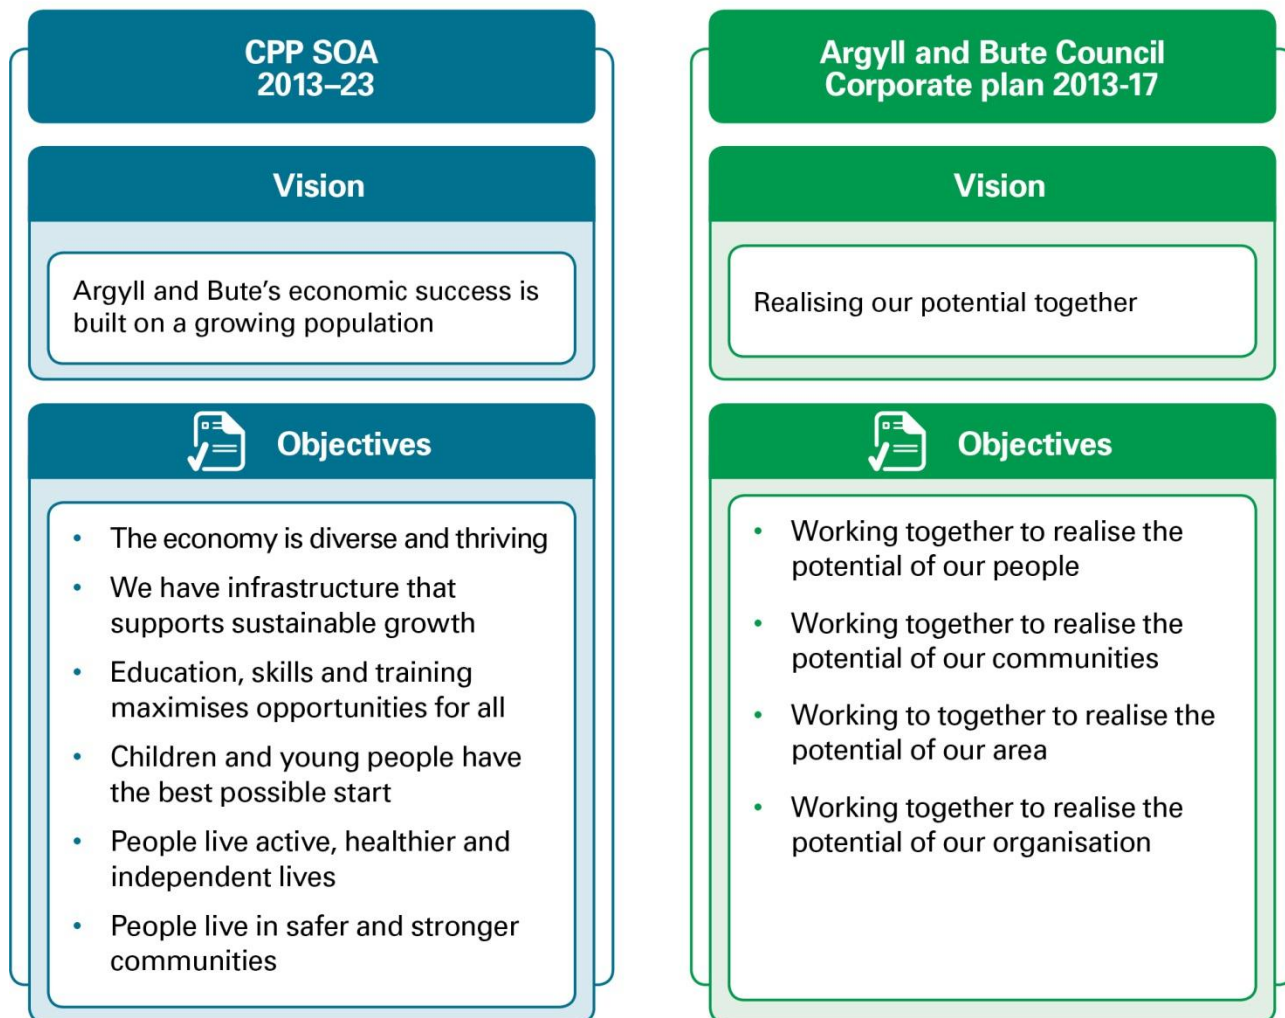 CPP SOA
2013–23
Vision
Argyll and Bute’s economic success is
built on a growing population
Objectives
• The economy is diverse and thriving
• We have infrastructure that
supports sustainable growth
• Education, skills and training
maximises opportunities for all
• Children and young people have
the best possible start
• People live active, healthier and
independent lives
• People live in safer and stronger
communities
Argyll and Bute Council
Corporate plan 2013-17
Vision
Realising our potential together
Objectives
• Working together to realise the
potential of our people
• Working together to realise the
potential of our communities
• Working to together to realise the
potential of our area
• Working together to realise the
potential of our organisation